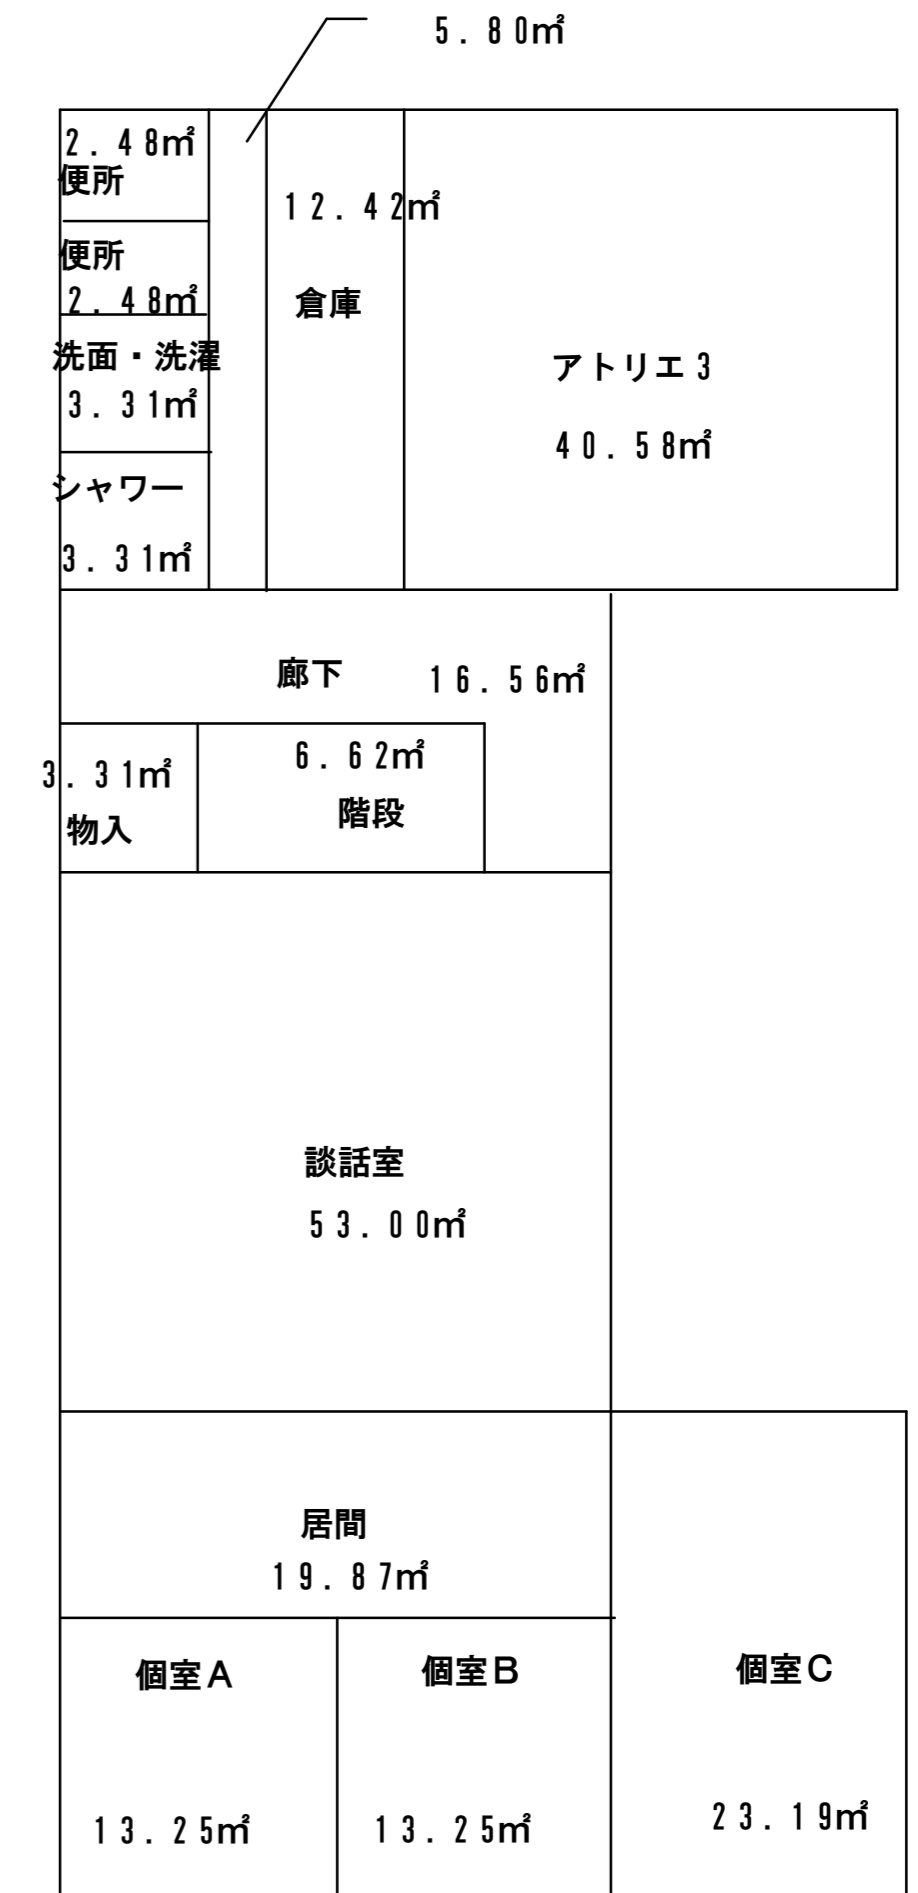 5.80㎡
2.48㎡
便所
12.42㎡
便所
2.48㎡
倉庫
洗面・洗濯
3.31㎡
アトリエ3
40.58㎡
シャワー
3.31㎡
廊下 16.56㎡
3.31㎡
物入
6.62㎡
階段
談話室
53.00㎡
居間
19.87㎡
個室A
13.25㎡
個室B
13.25㎡
個室C
23.19㎡